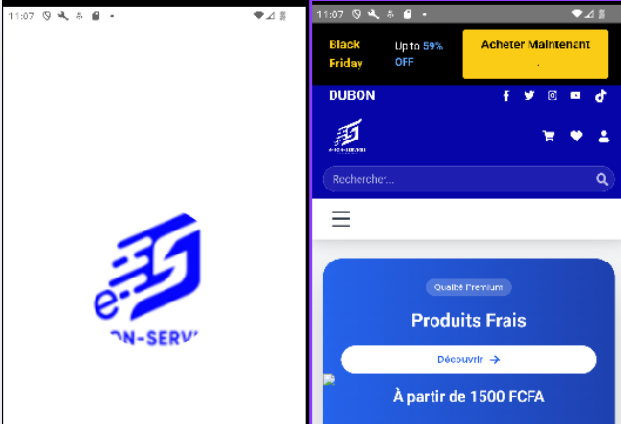 11:07
ON-SERV
11:07
Black
Friday
Up to 59%
OFF
Acheter Maintenant
DUBON
Rechercher...
Qualité Premium
Produits Frais
Découvrir →
À partir de 1500 FCFA